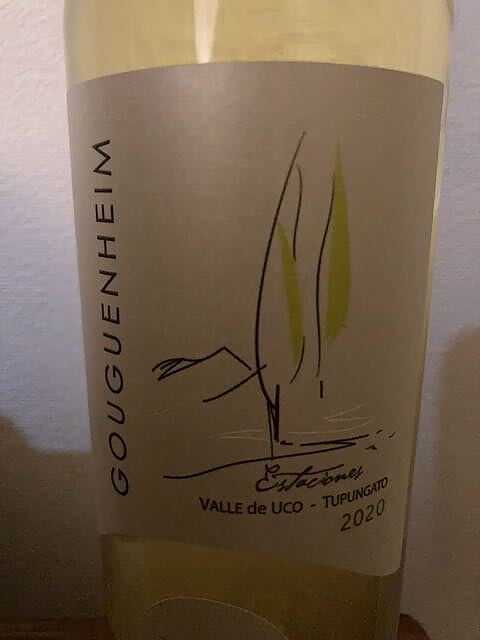 GOUGUENHEIM
Estaciones
VALLE de UCO - TUPUNGATO
2020